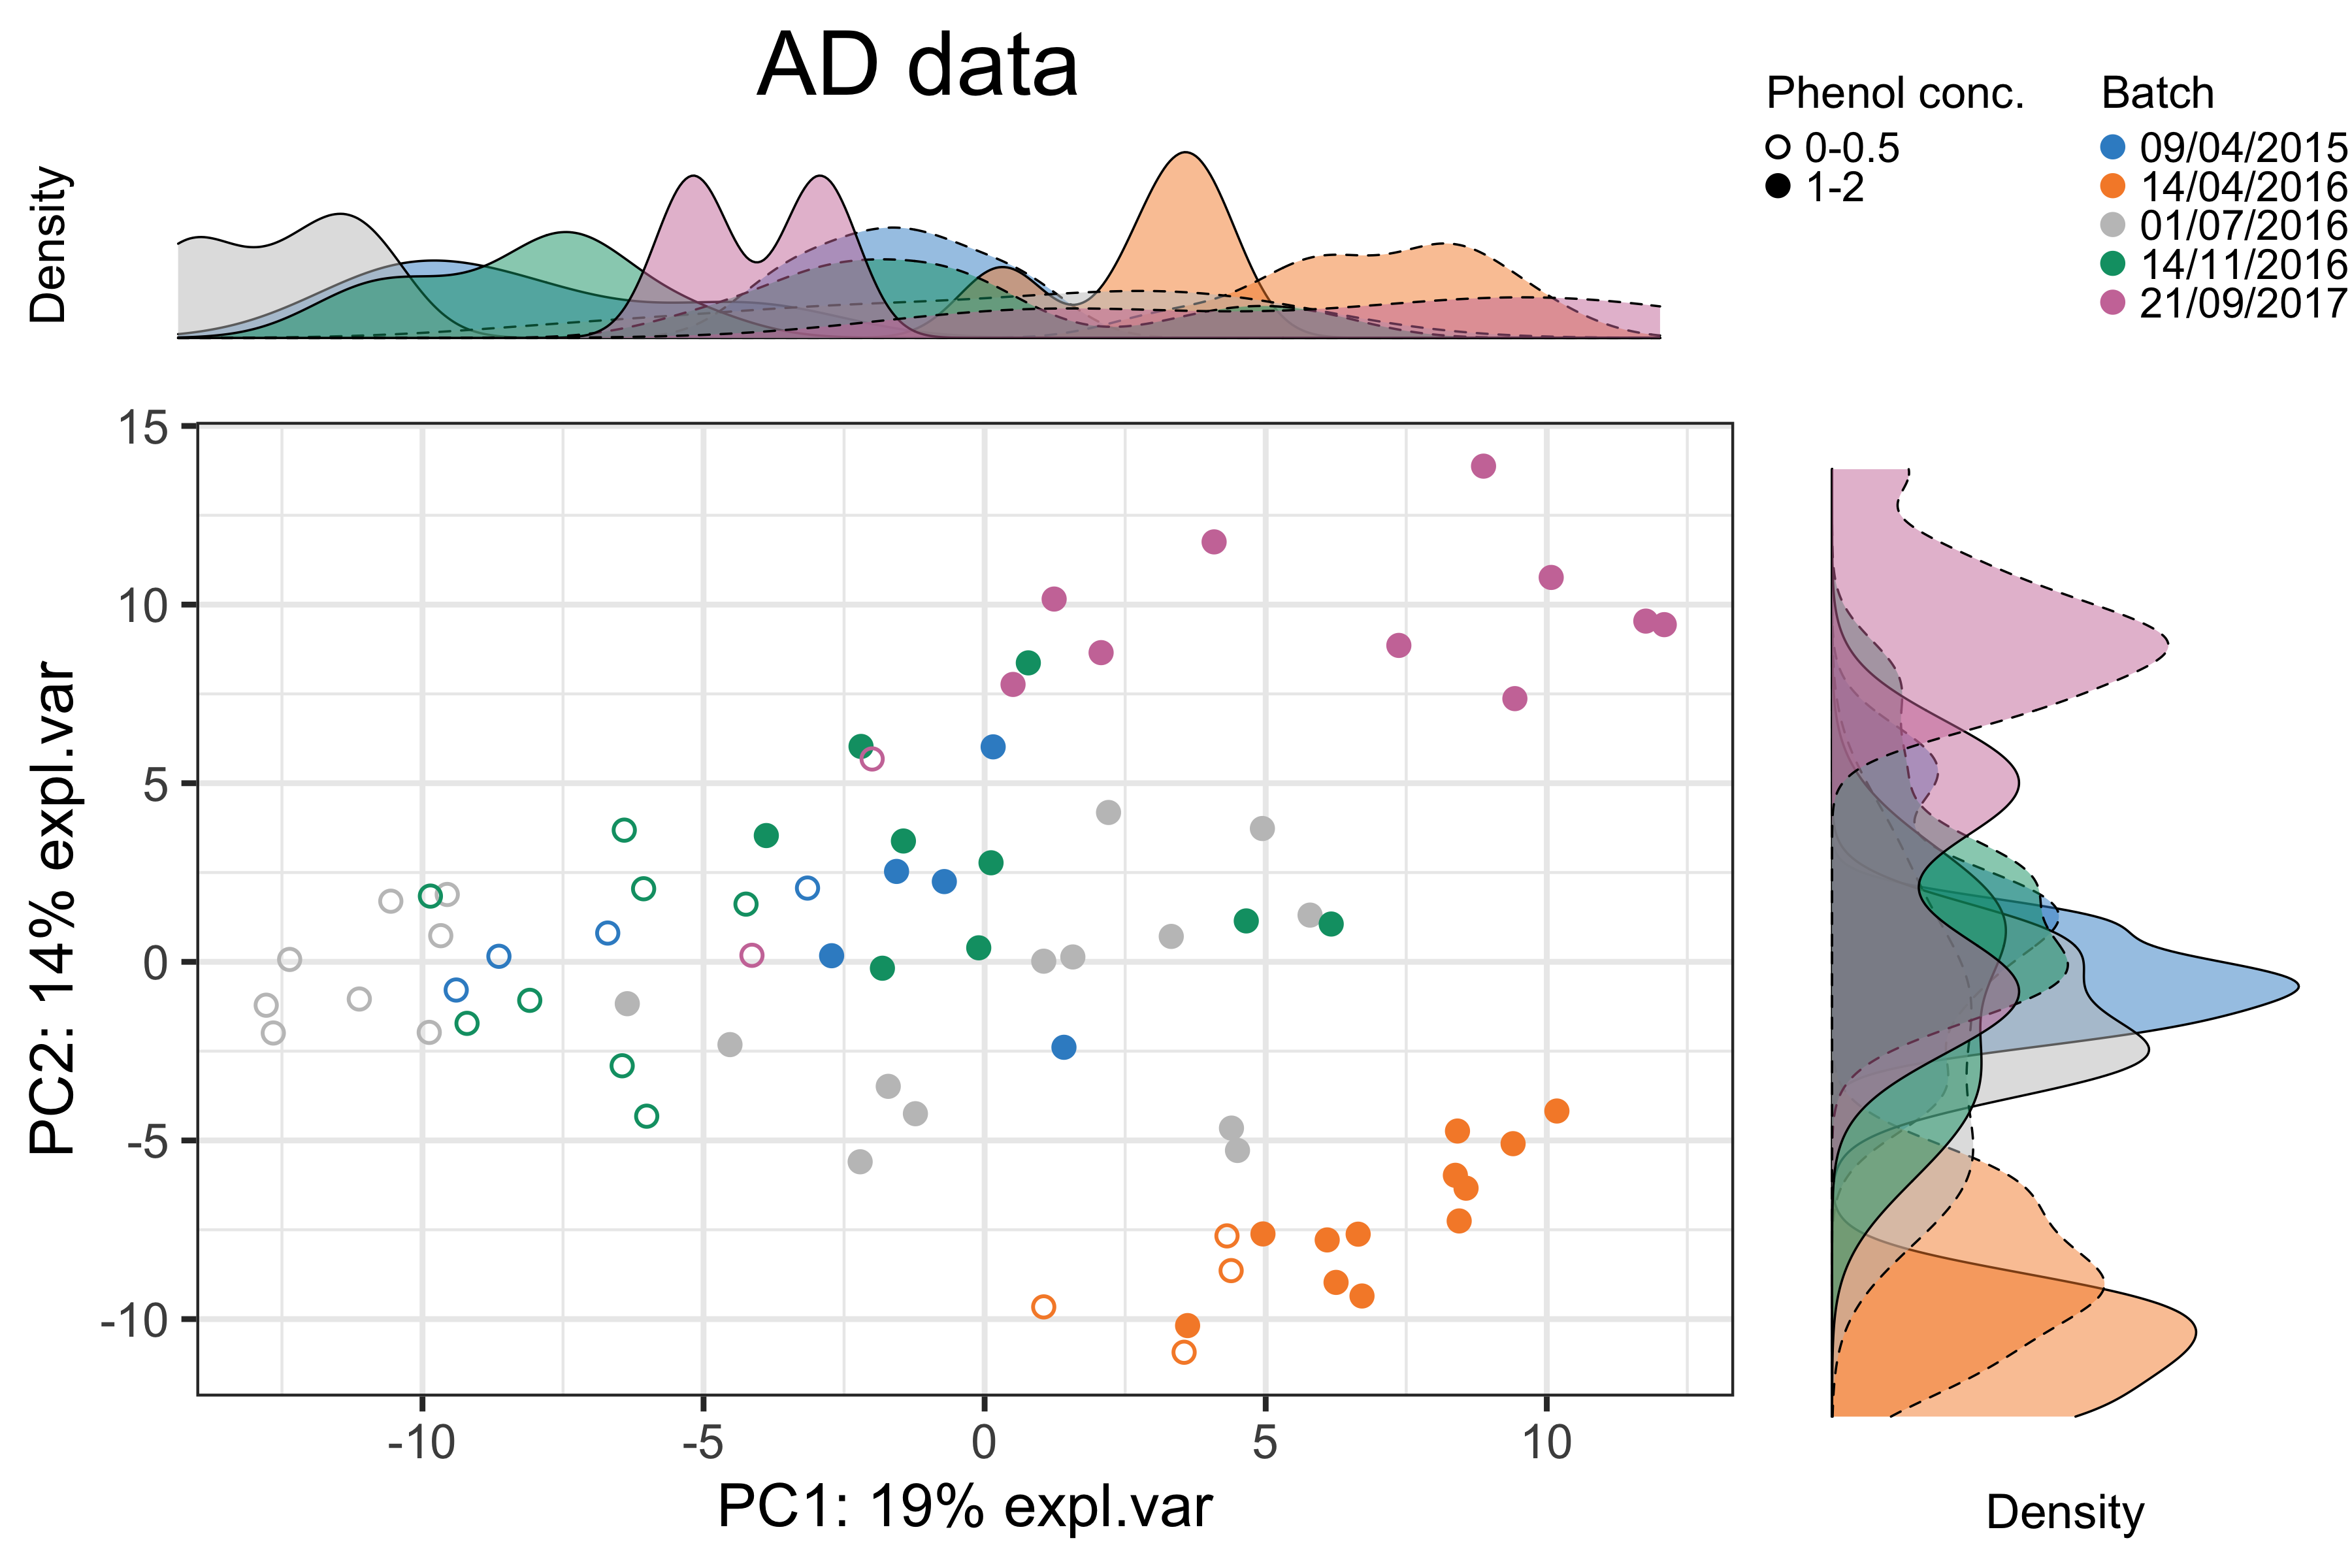 AD data
Density
Phenol conc.
0-0.5
1-2
Batch
09/04/2015
14/04/2016
01/07/2016
14/11/2016
21/09/2017
PC2: 14% expl.var
15
10
5
0
-5
-10
-10
-5
0
5
10
PC1: 19% expl.var
Density